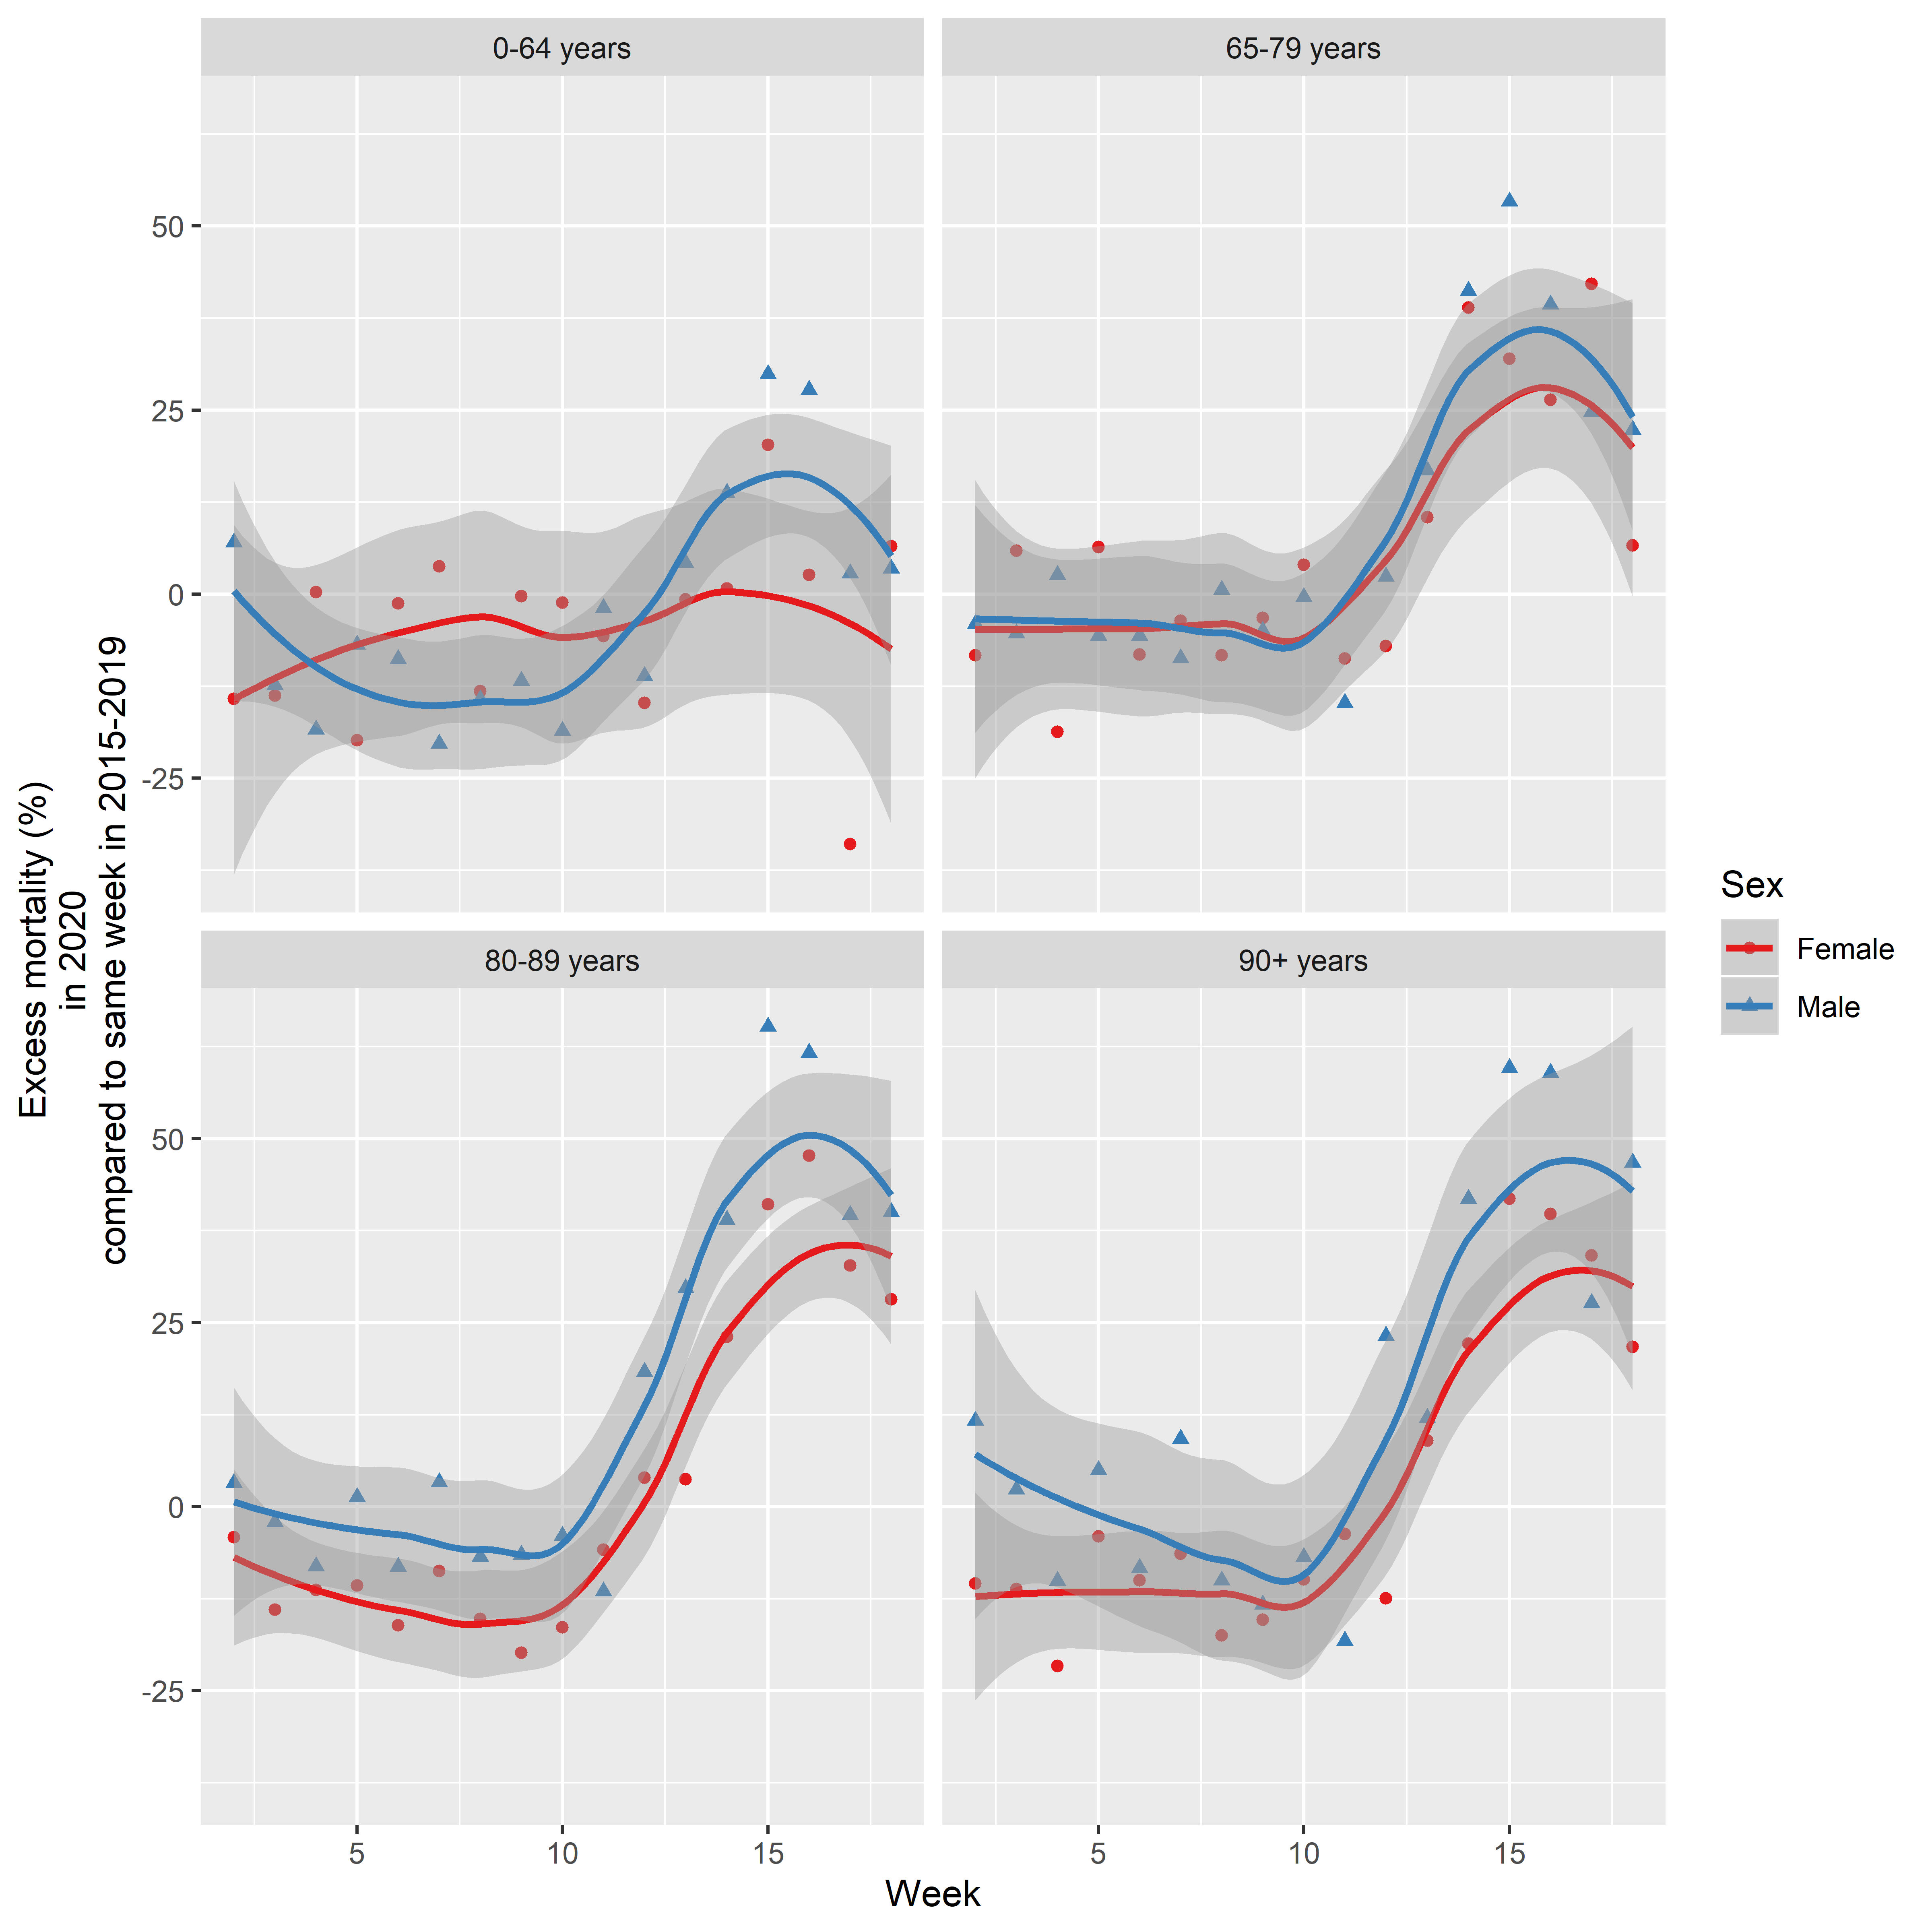 0-64 years
65-79 years
50
25
0
-25
80-89 years
90+ years
50
25
0
-25
5
10
15
5
10
15
Week
Excess mortality (%)
in 2020
compared to same week in 2015-2019
Sex
Female
Male